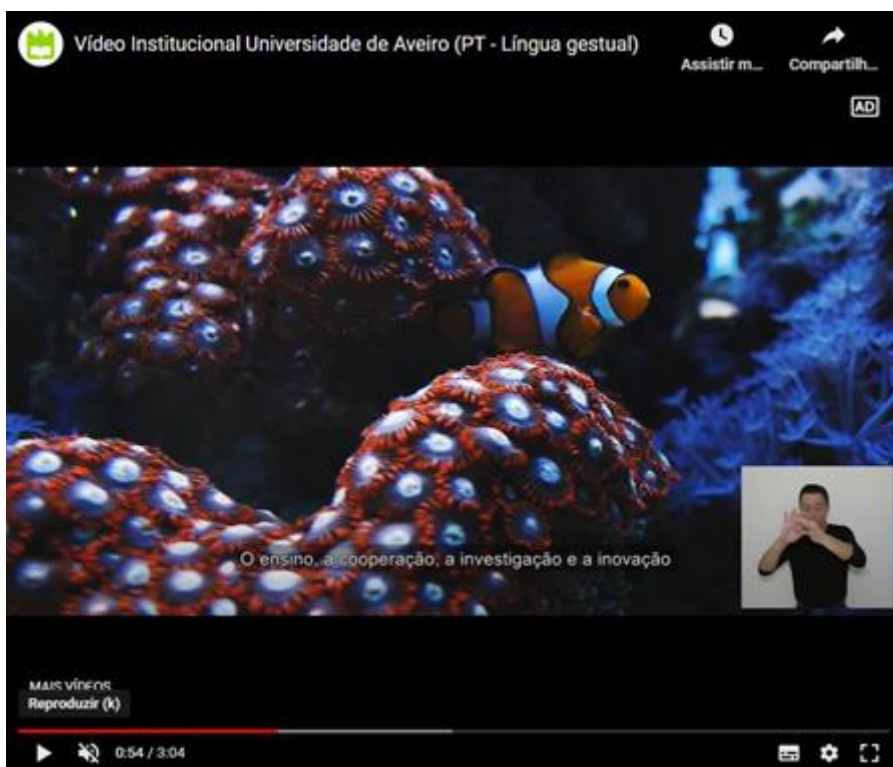 Vídeo Institucional Universidade de Aveiro (PT - Língua gestual)
Assistir m...
Compartilh...
AD
O ensino, a cooperação, a investigação e a inovação
MAIS VÍDEOS
Reproduzir (k)
0:54 / 3:04